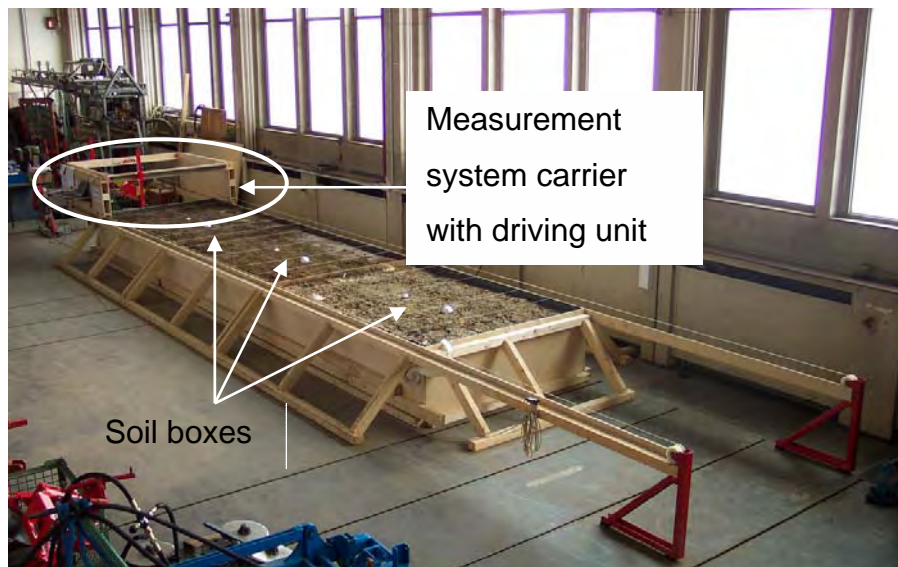 Measurement
system carrier
with driving unit
Soil boxes